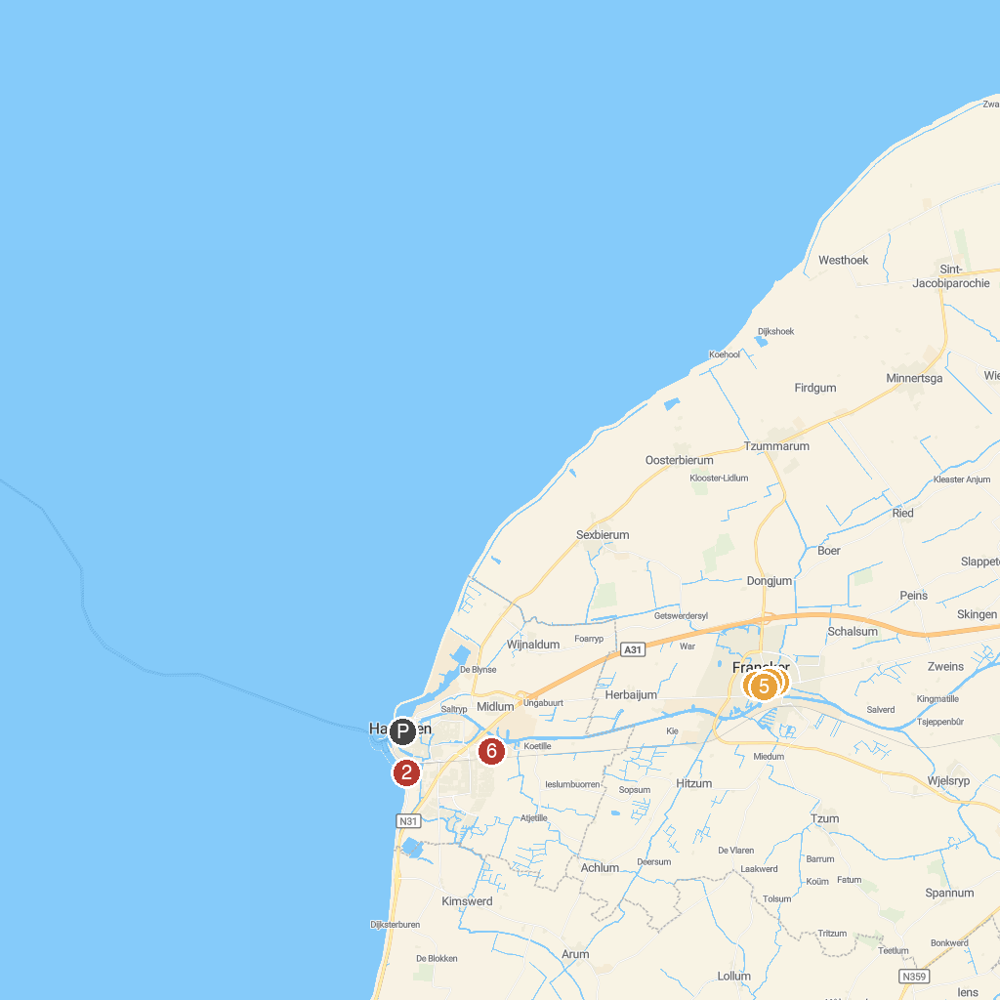 Westhoek
Sint-
Jacobiparochie
Dijkshoek
Koehool
Minnertsga
Firdgum
Tzummarum
Oosterbierum
Klooster-Lidlum
Kleaster Anjum
Ried
Sexbierum
Boer
Dongjum
Peins
Getswerdersyl
Skingen
Schalsum
Foarryp
Wijnaldum
War
A31
De Blynse
Zweins
Herbaijum
5
Kingmatille
Ungabuurt
Midlum
Saltryp
Salverd
Tsjeppenbûr
Kie
P
Koetille
6
Miedum
2
Wjelsryp
Ieslumbuorren
Sopsum
Hitzum
N31
Atjetille
Tzum
De Vlaren
Deersum
Achlum
Laakwerd
Barrum
Koüm
Fatum
Spannum
Kimswerd
Tolsum
Dijksterburen
Tritzum
Bonkwerd
Teetlum
Arum
De Blokken
Lollum
N359
Iens